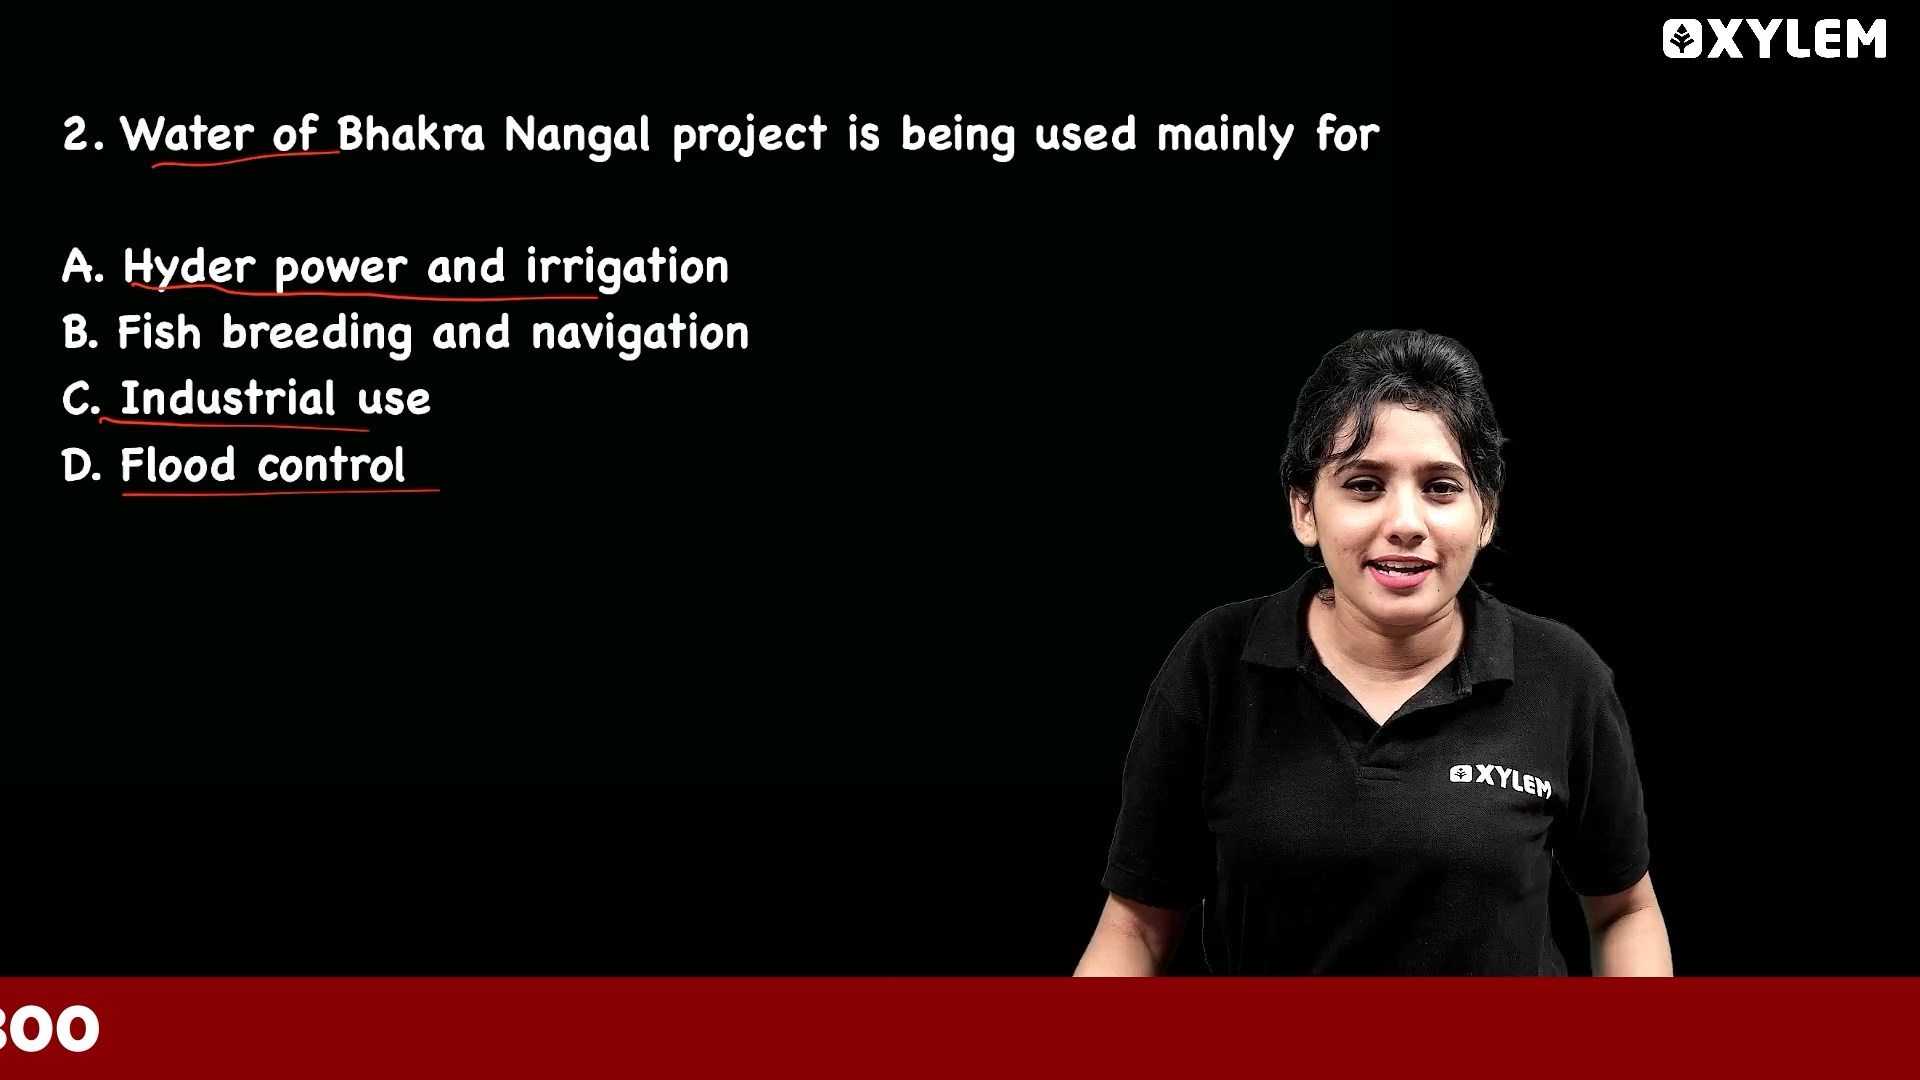 XYLEM
2. Water of Bhakra Nangal project is being used mainly for
A. Hyder power and irrigation
B. Fish breeding and navigation
C. Industrial use
D. Flood control
XYLEM
300